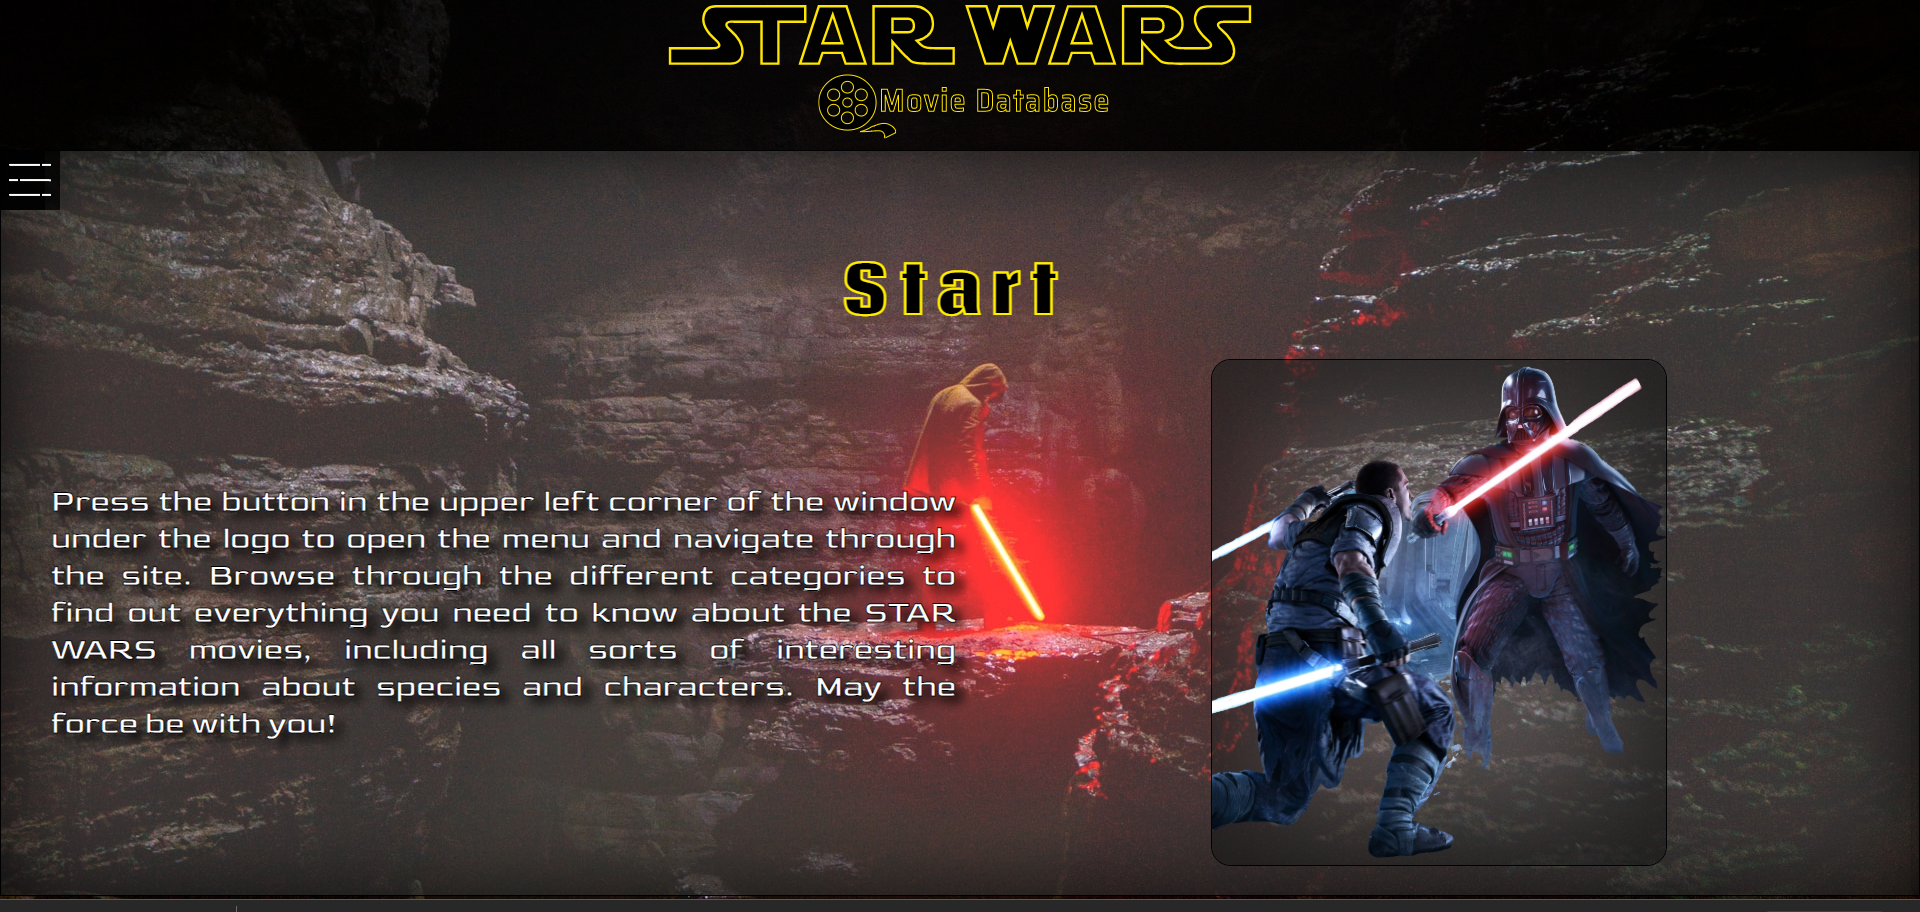 STAR WARS
Movie Database
Start
Press the button in the upper left corner of the window
under the logo to open the menu and navigate through
the site. Browse through the different categories to
find out everything you need to know about the STAR
WARS movies, including all sorts of interesting
information about species and characters. May the
force be with you!